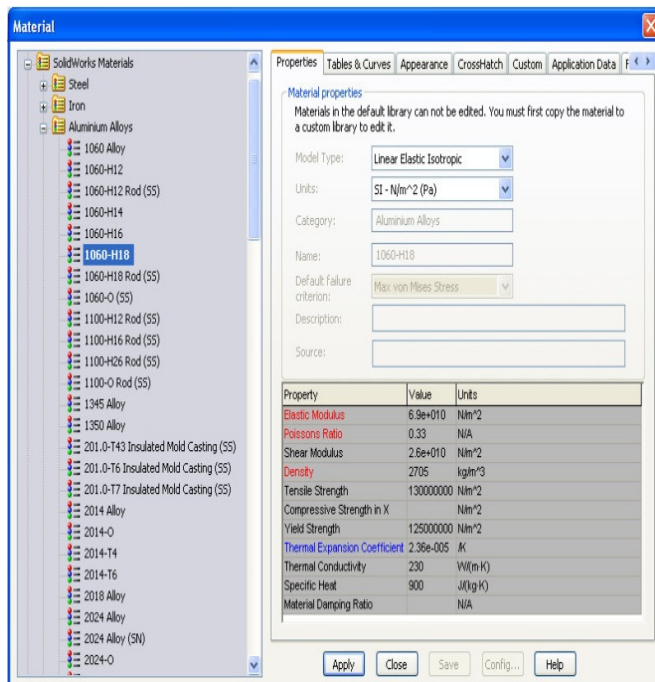 Material
SolidWorks Materials
Steel
Iron
Aluminium Alloys
1060 Alloy
1060-H12
1060-H12 Rod (SS)
1060-H14
1060-H16
1060-H18
1060-H18 Rod (SS)
1060-O (SS)
1100-H12 Rod (SS)
1100-H16 Rod (SS)
1100-H26 Rod (SS)
1100-O Rod (SS)
1345 Alloy
1350 Alloy
201.0-T43 Insulated Mold Casting (SS)
201.0-T6 Insulated Mold Casting (SS)
201.0-T7 Insulated Mold Casting (SS)
2014 Alloy
2014-O
2014-T4
2014-T6
2018 Alloy
2024 Alloy
2024 Alloy (SN)
2024-O
Properties Tables & Curves Appearance CrossHatch Custom Application Data
Material properties
Materials in the default library can not be edited. You must first copy the material to
a custom library to edit it.
Model Type: Linear Elastic Isotropic
Units: SI - N/m^2 (Pa)
Category: Aluminium Alloys
Name: 1060-H18
Default failure
criterion: Max von Mises Stress
Description:
Source:
Property Value Units
Elastic Modulus 6.9e+010 N/m^2
Poissons Ratio 0.33 N/A
Shear Modulus 2.6e+010 N/m^2
Density 2705 kg/m^3
Tensile Strength 130000000 N/m^2
Compressive Strength in X N/m^2
Yield Strength 125000000 N/m^2
Thermal Expansion Coefficient 2.36e-005 /K
Thermal Conductivity 230 W/(m·K)
Specific Heat 900 J/(kg·K)
Material Damping Ratio N/A
Apply Close Save Config... Help